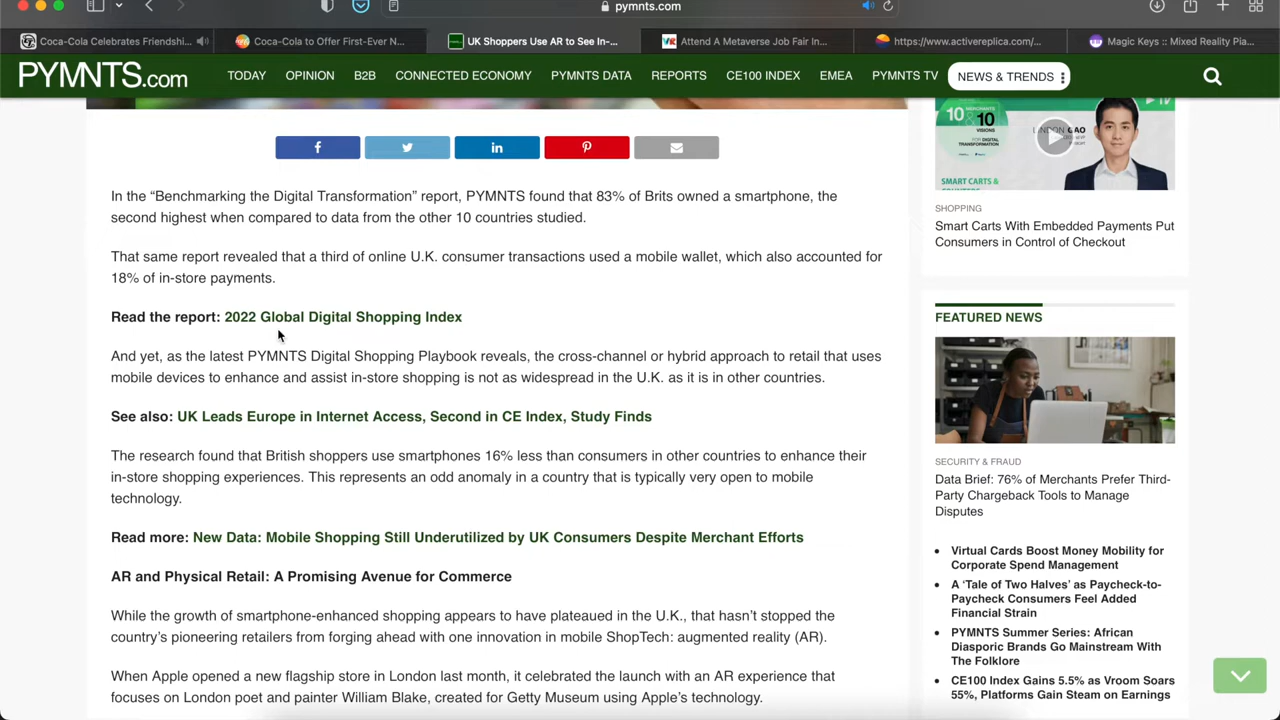 pymnts.com
Coca-Cola Celebrates Friendshi...
Coca-Cola to Offer First-Ever N...
UK Shoppers Use AR to See In-...
Attend A Metaverse Job Fair In...
https://www.activereplica.com/...
Magic Keys :: Mixed Reality Pla...
PYMNTS.com
TODAY
OPINION
B2B
CONNECTED ECONOMY
PYMNTS DATA
REPORTS
CE100 INDEX
EMEA
PYMNTS TV
NEWS & TRENDS
In the “Benchmarking the Digital Transformation” report, PYMNTS found that 83% of Brits owned a smartphone, the
second highest when compared to data from the other 10 countries studied.
That same report revealed that a third of online U.K. consumer transactions used a mobile wallet, which also accounted for
18% of in-store payments.
Read the report: 2022 Global Digital Shopping Index
And yet, as the latest PYMNTS Digital Shopping Playbook reveals, the cross-channel or hybrid approach to retail that uses
mobile devices to enhance and assist in-store shopping is not as widespread in the U.K. as it is in other countries.
See also: UK Leads Europe in Internet Access, Second in CE Index, Study Finds
The research found that British shoppers use smartphones 16% less than consumers in other countries to enhance their
in-store shopping experiences. This represents an odd anomaly in a country that is typically very open to mobile
technology.
Read more: New Data: Mobile Shopping Still Underutilized by UK Consumers Despite Merchant Efforts
AR and Physical Retail: A Promising Avenue for Commerce
While the growth of smartphone-enhanced shopping appears to have plateaued in the U.K., that hasn’t stopped the
country’s pioneering retailers from forging ahead with one innovation in mobile ShopTech: augmented reality (AR).
When Apple opened a new flagship store in London last month, it celebrated the launch with an AR experience that
focuses on London poet and painter William Blake, created for Getty Museum using Apple’s technology.
10
10
MERCHANTS
VISIONS
FOR DIGITAL
TRANSFORMATION
SMART CARTS &
SHOPPING
Smart Carts With Embedded Payments Put
Consumers in Control of Checkout
FEATURED NEWS
SECURITY & FRAUD
Data Brief: 76% of Merchants Prefer Third-
Party Chargeback Tools to Manage
Disputes
Virtual Cards Boost Money Mobility for
Corporate Spend Management
A ‘Tale of Two Halves’ as Paycheck-to-
Paycheck Consumers Feel Added
Financial Strain
PYMNTS Summer Series: African
Diasporic Brands Go Mainstream With
The Folklore
CE100 Index Gains 5.5% as Vroom Soars
55%, Platforms Gain Steam on Earnings